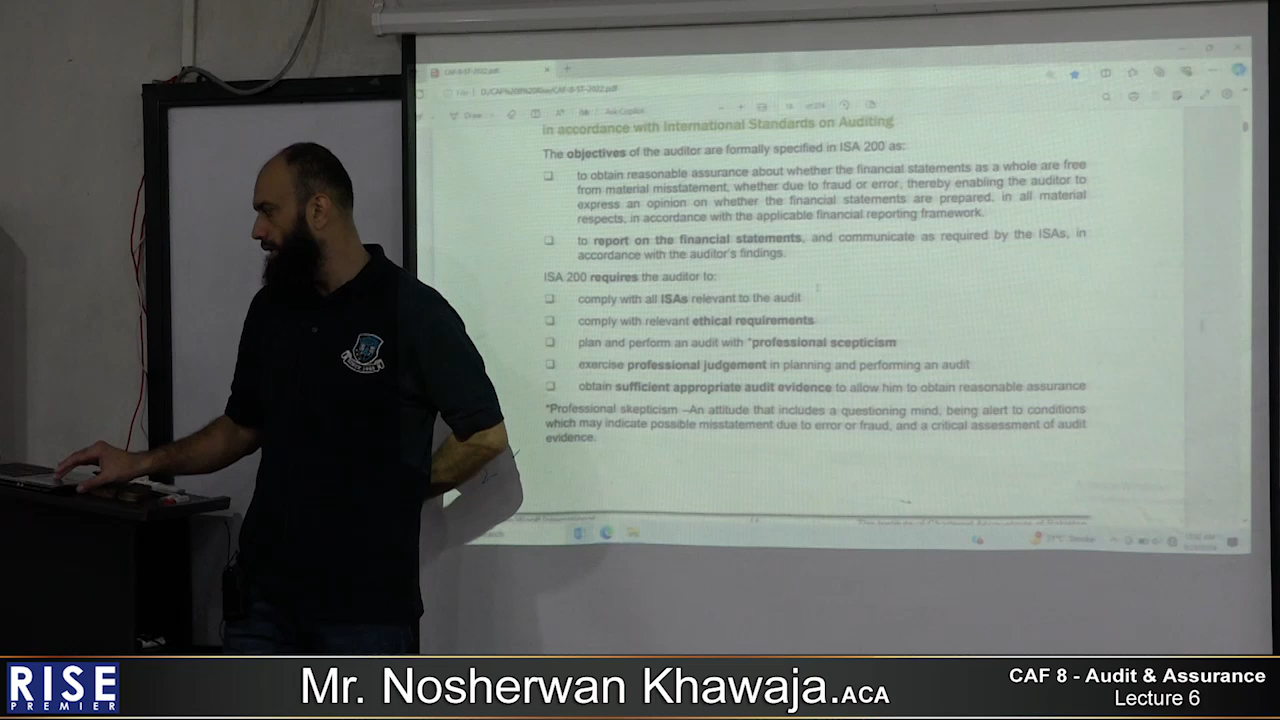 CAF-8-ST-2022.pdf
in accordance with International Standards on Auditing
The objectives of the auditor are formally specified in ISA 200 as:
to obtain reasonable assurance about whether the financial statements as a whole are free
from material misstatement, whether due to fraud or error, thereby enabling the auditor to
express an opinion on whether the financial statements are prepared, in all material
respects, in accordance with the applicable financial reporting framework.
to report on the financial statements, and communicate as required by the ISAs, in
accordance with the auditor's findings.
ISA 200 requires the auditor to:
comply with all ISAs relevant to the audit
comply with relevant ethical requirements
plan and perform an audit with *professional scepticism
exercise professional judgement in planning and performing an audit
obtain sufficient appropriate audit evidence to allow him to obtain reasonable assurance
*Professional skepticism –An attitude that includes a questioning mind, being alert to conditions
which may indicate possible misstatement due to error or fraud, and a critical assessment of audit
evidence.
RISE
PREMIER
Mr. Nosherwan Khawaja.ACA
CAF 8 - Audit & Assurance
Lecture 6